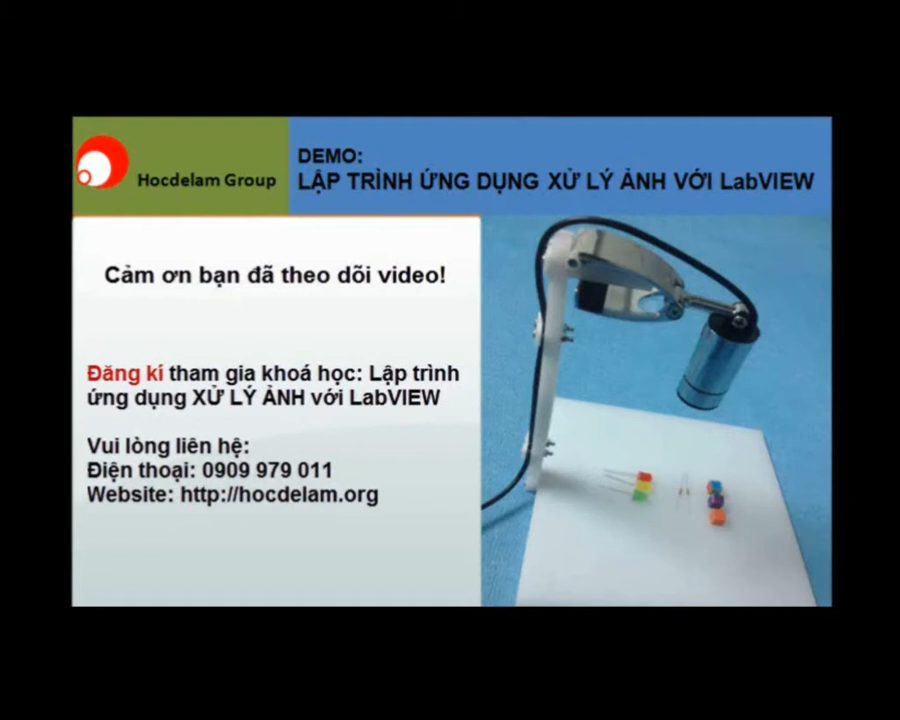 Hocdelam Group
DEMO:
LẬP TRÌNH ỨNG DỤNG XỬ LÝ ẢNH VỚI LabVIEW
Cảm ơn bạn đã theo dõi video!
Đăng kí tham gia khoá học: Lập trình
ứng dụng XỬ LÝ ẢNH với LabVIEW
Vui lòng liên hệ:
Điện thoại: 0909 979 011
Website: http://hocdelam.org